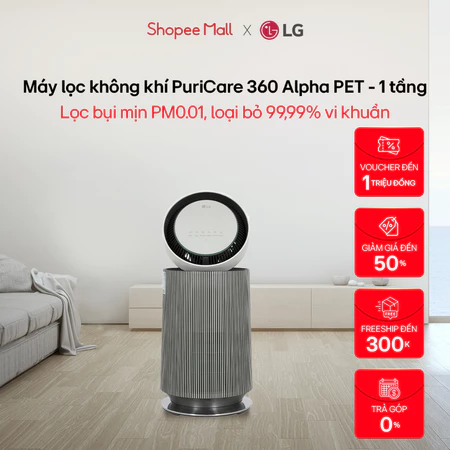 Shopee Mall X LG
Máy lọc không khí PuriCare 360 Alpha PET - 1 tầng
Lọc bụi mịn PM0.01, loại bỏ 99,99% vi khuẩn
VOUCHER ĐẾN
1 TRIỆU ĐỒNG
GIẢM GIÁ ĐẾN
50%
FREE
FREESHIP ĐẾN
300K
TRẢ GÓP
0%